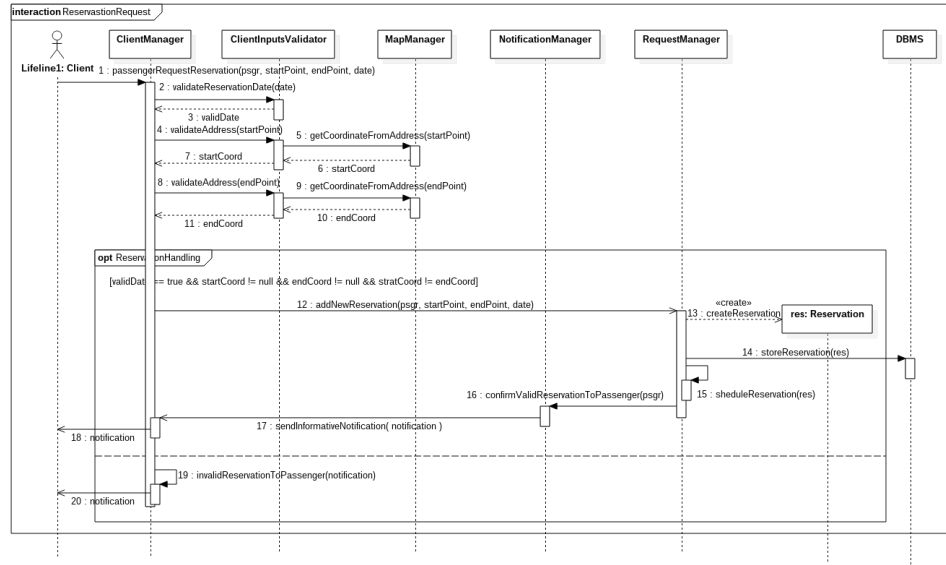 interaction ReservastionRequest
ClientManager
ClientInputsValidator
MapManager
NotificationManager
RequestManager
DBMS
Lifeline1: Client
1 : passengerRequestReservation(psgr, startPoint, endPoint, date)
2 : validateReservationDate(date)
3 : validDate
4 : validateAddress(startPoint)
5 : getCoordinateFromAddress(startPoint)
6 : startCoord
7 : startCoord
8 : validateAddress(endPoint)
9 : getCoordinateFromAddress(endPoint)
10 : endCoord
11 : endCoord
opt ReservationHandling
[validDate == true && startCoord != null && endCoord != null && stratCoord != endCoord]
12 : addNewReservation(psgr, startPoint, endPoint, date)
«create»
13 : createReservation
res: Reservation
14 : storeReservation(res)
15 : sheduleReservation(res)
16 : confirmValidReservationToPassenger(psgr)
17 : sendInformativeNotification( notification )
18 : notification
19 : invalidReservationToPassenger(notification)
20 : notification